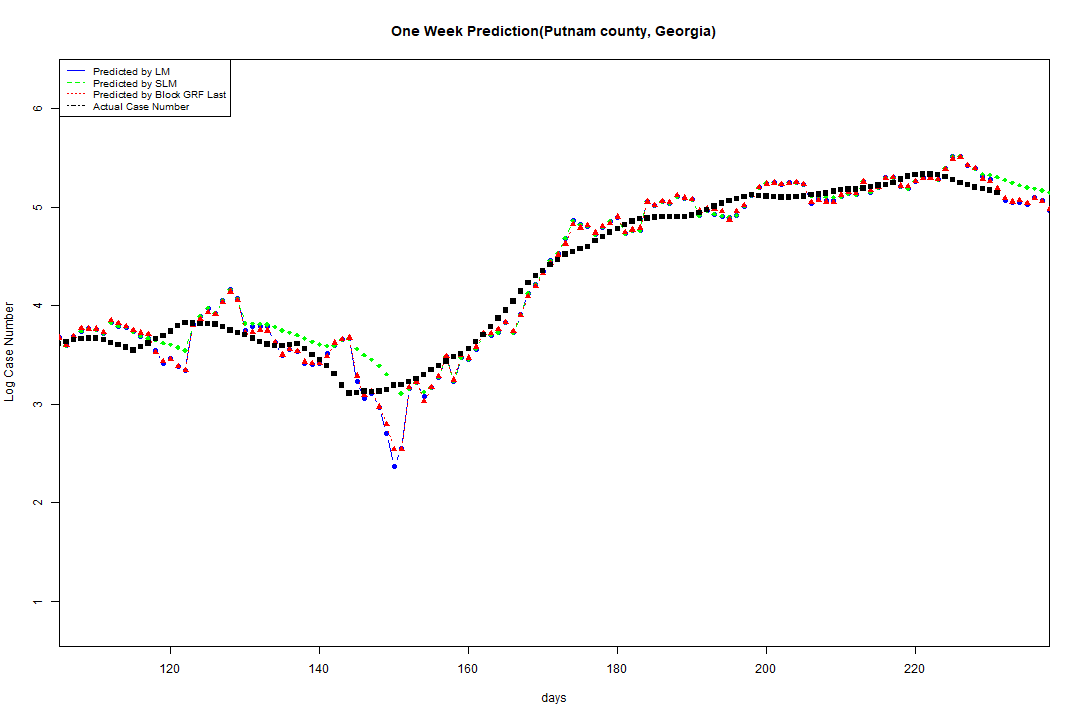 One Week Prediction(Putnam county, Georgia)
Predicted by LM
Predicted by SLM
Predicted by Block GRF Last
Actual Case Number
6
5
4
3
2
1
Log Case Number
120 140 160 180 200 220
days